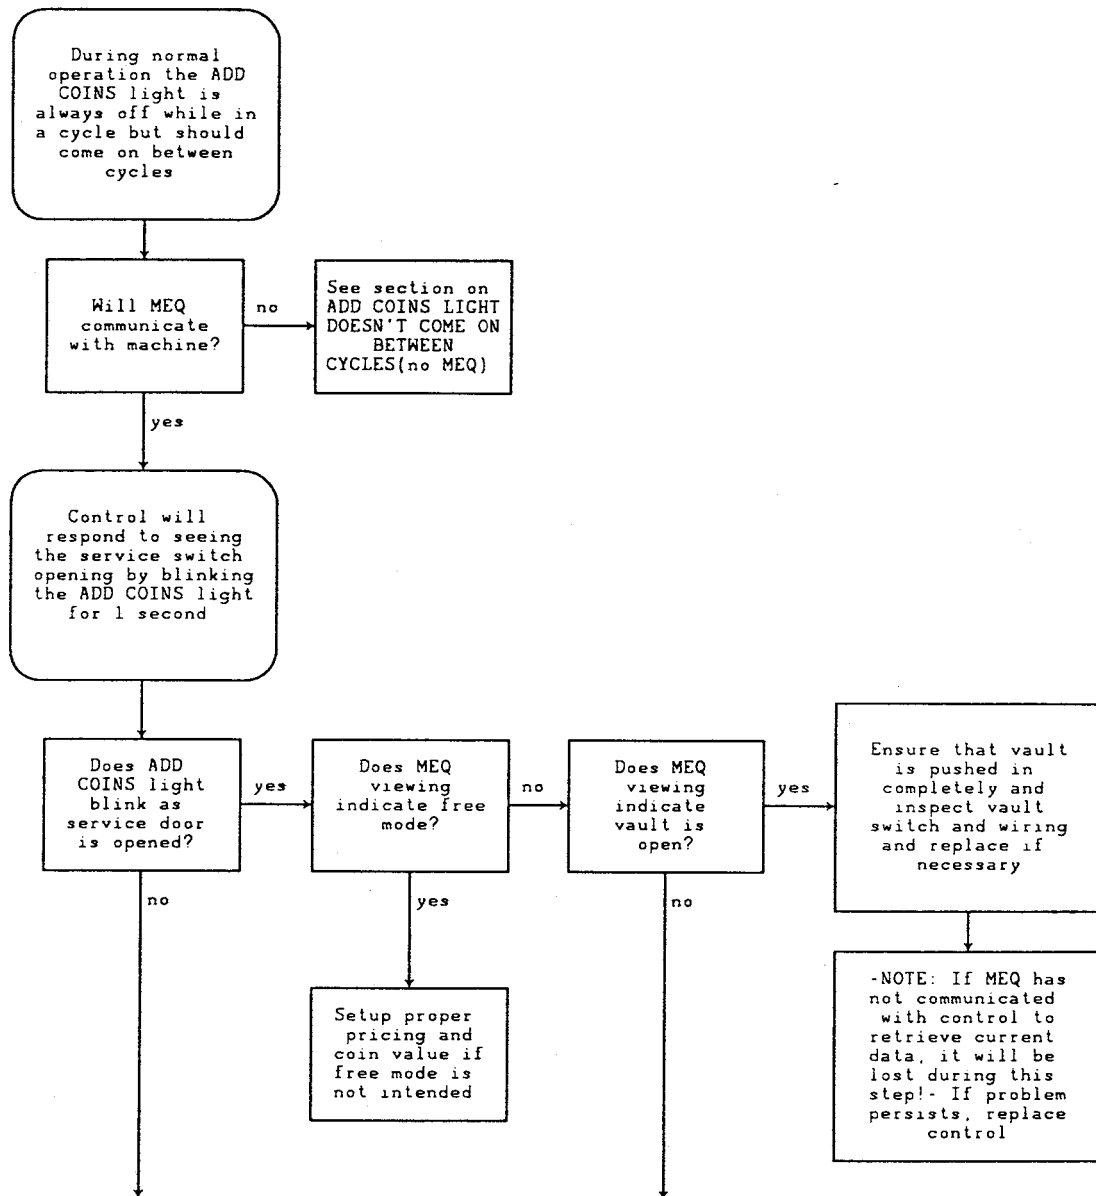 During normal
operation the ADD
COINS light is
always off while in
a cycle but should
come on between
cycles
Will MEQ
communicate
with machine?
no
See section on
ADD COINS LIGHT
DOESN'T COME ON
BETWEEN
CYCLES(no MEQ)
yes
Control will
respond to seeing
the service switch
opening by blinking
the ADD COINS light
for 1 second
Does ADD
COINS light
blink as
service door
is opened?
yes
Does MEQ
viewing
indicate free
mode?
no
Does MEQ
viewing
indicate
vault is
open?
yes
Ensure that vault
is pushed in
completely and
inspect vault
switch and wiring
and replace if
necessary
no
yes
no
Setup proper
pricing and
coin value if
free mode is
not intended
-NOTE: If MEQ has
not communicated
with control to
retrieve current
data, it will be
lost during this
step!- If problem
persists, replace
control